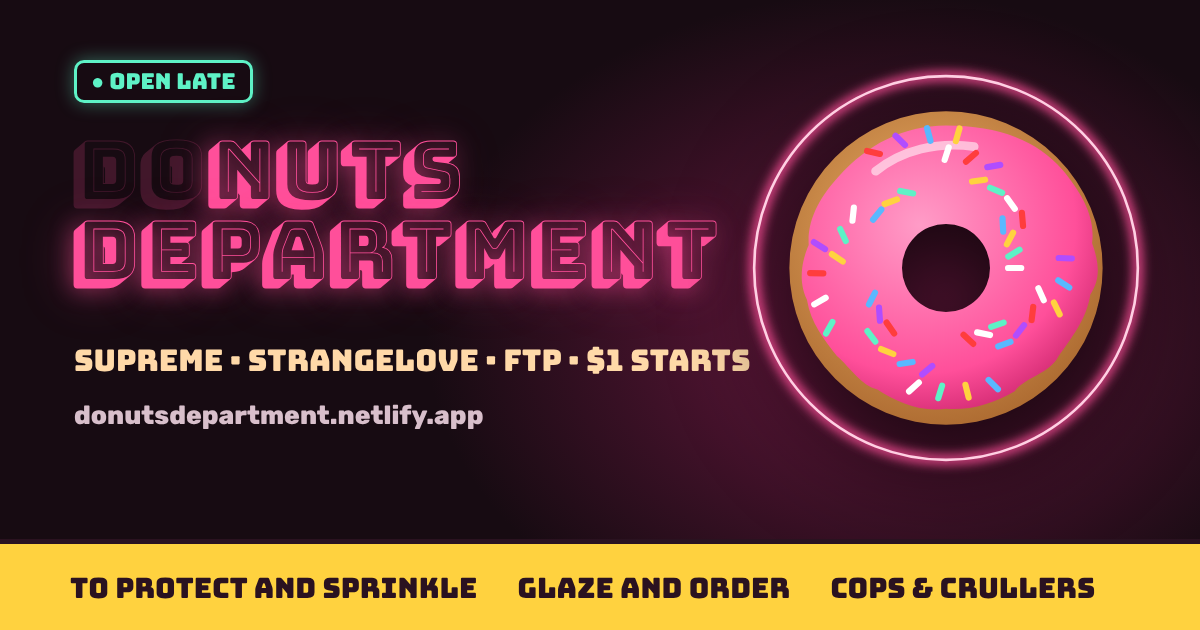 • OPEN LATE
DONUTS
DEPARTMENT
SUPREME • STRANGELOVE • FTP • $1 STARTS
donutsdepartment.netlify.app
TO PROTECT AND SPRINKLE GLAZE AND ORDER COPS & CRULLERS